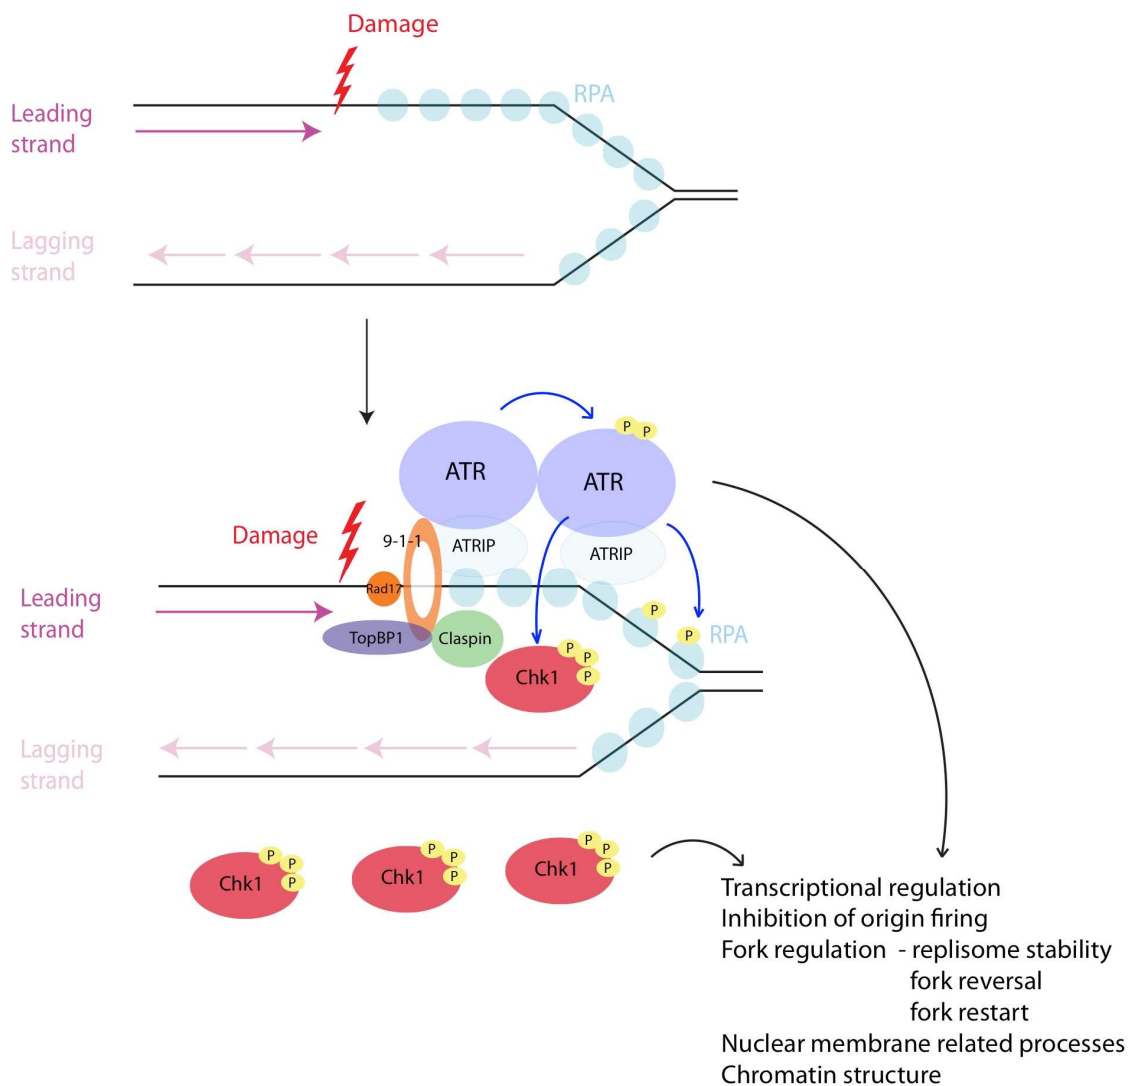 Damage
RPA
Leading
strand
Lagging
strand
P
P
ATR
ATR
Damage
9-1-1
ATRIP
ATRIP
Rad17
Leading
strand
P
P
RPA
TopBP1
Claspin
P
P
P
Chk1
Lagging
strand
P
P
P
Chk1
P
P
P
Chk1
P
P
P
Chk1
Transcriptional regulation
Inhibition of origin firing
Fork regulation - replisome stability
fork reversal
fork restart
Nuclear membrane related processes
Chromatin structure